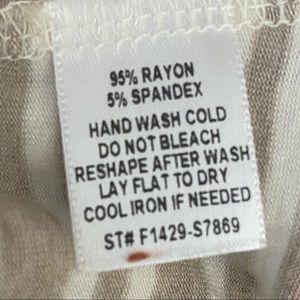 95% RAYON
5% SPANDEX
HAND WASH COLD
DO NOT BLEACH
RESHAPE AFTER WASH
LAY FLAT TO DRY
COOL IRON IF NEEDED
ST# F1429-S7869